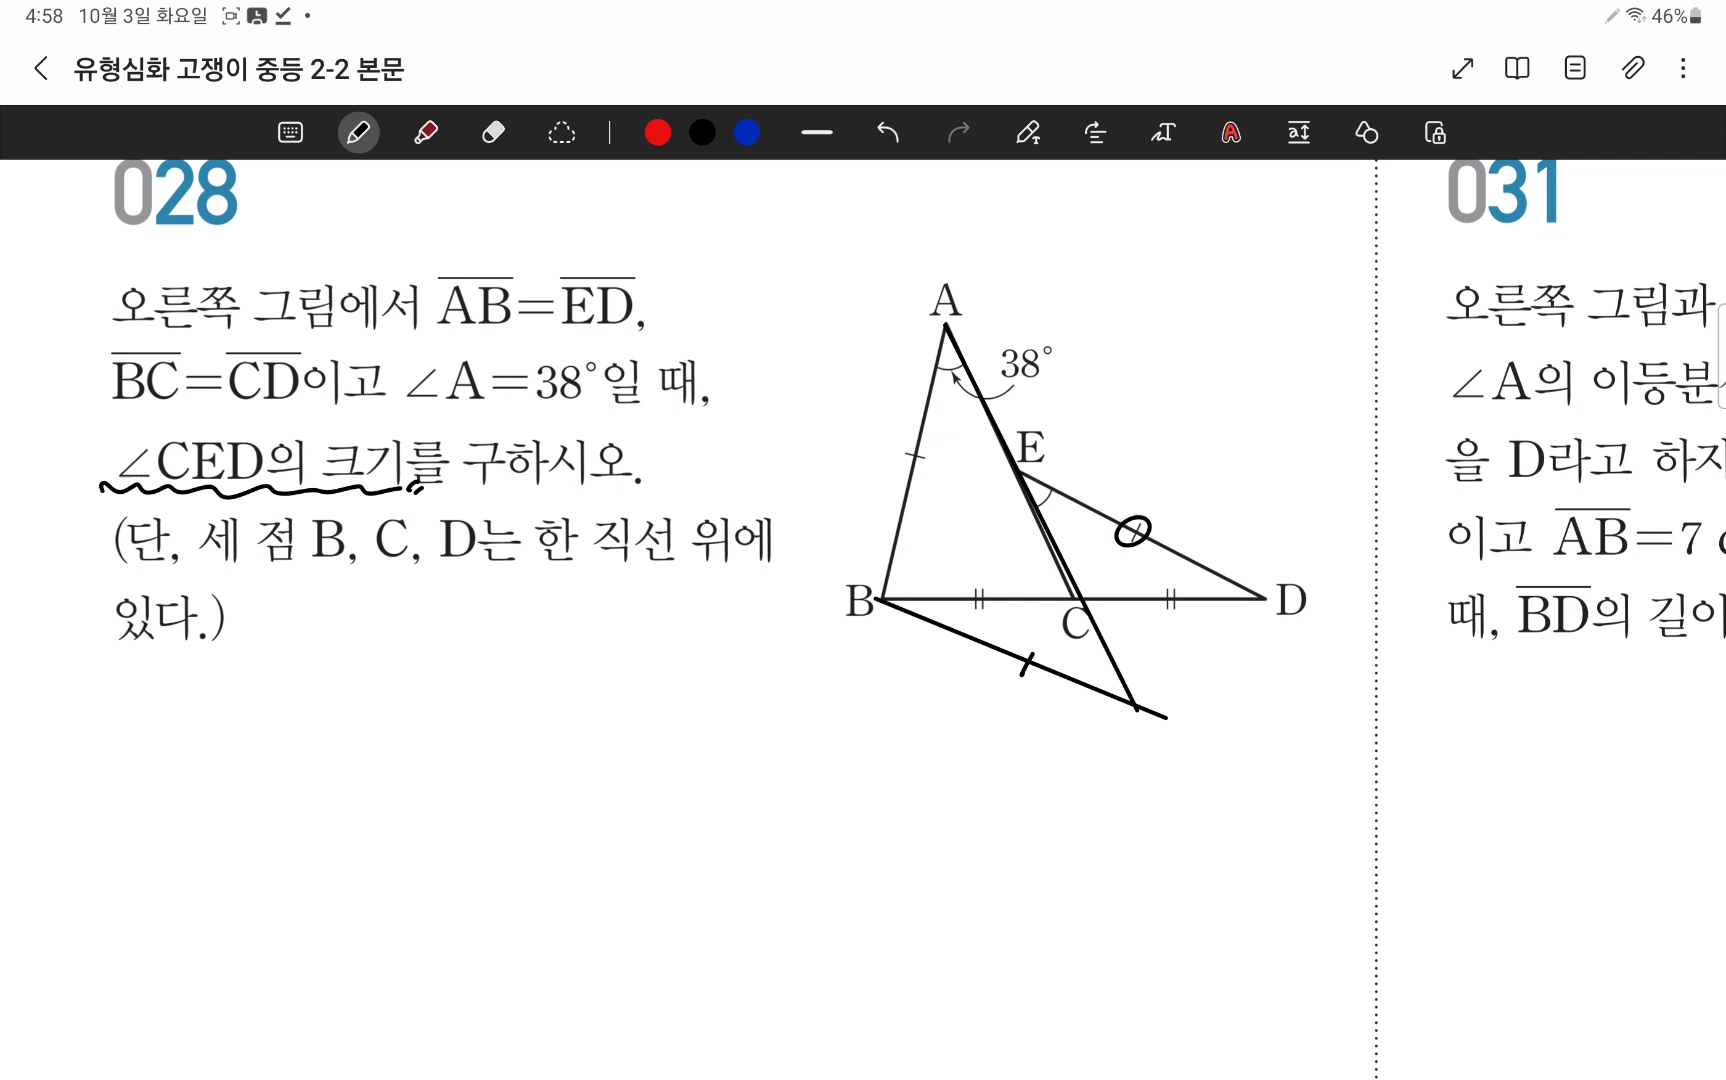 4:58 10월 3일 화요일
46%
유형심화 고쟁이 중등 2-2 본문
028
오른쪽 그림에서 AB=ED,
BC=CD이고 ∠A=38°일 때,
∠CED의 크기를 구하시오.
(단, 세 점 B, C, D는 한 직선 위에
있다.)
A
38°
E
B
C
D
031
오른쪽 그림과
∠A의 이등분
을 D라고 하자
이고 AB=7
때, BD의 길이